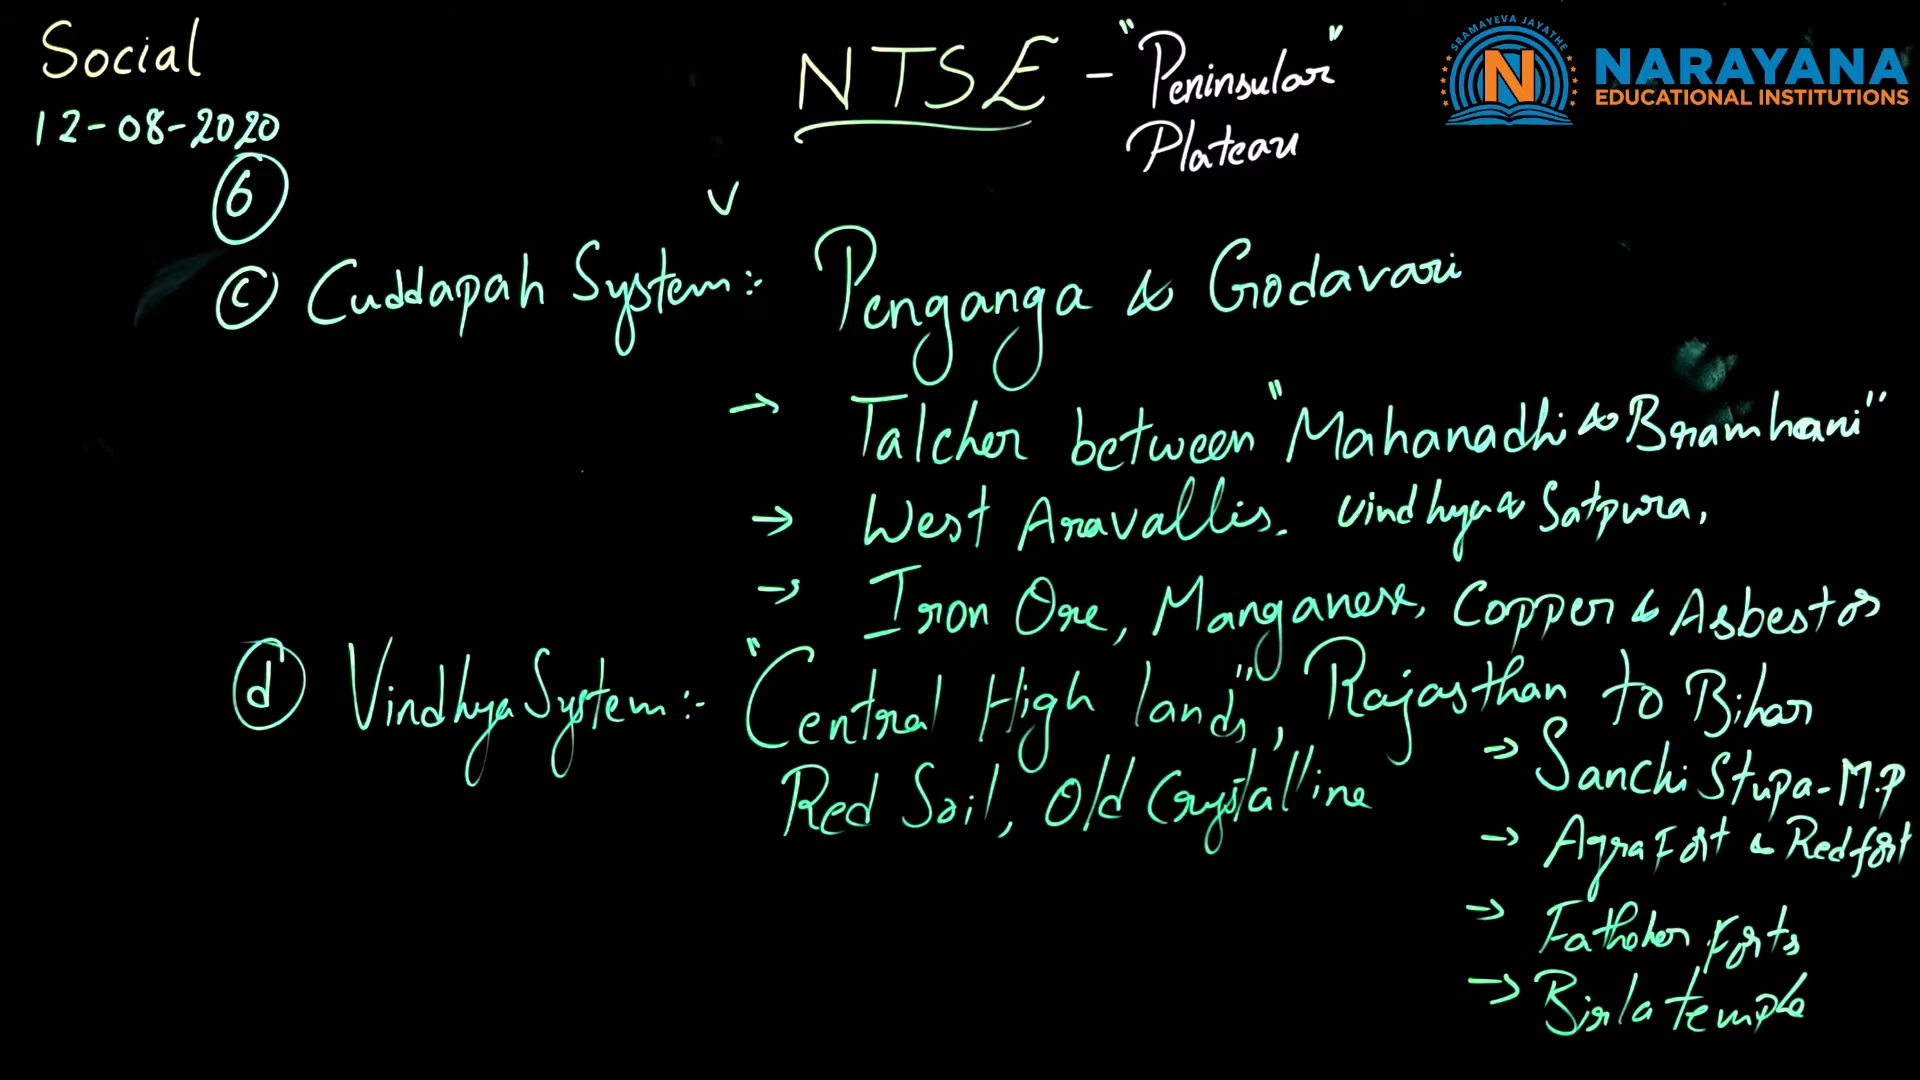 Social
12-08-2020
NTSE - "Peninsular"
Plateau
SRAMAYEVA JAYATHE
N
NARAYANA
EDUCATIONAL INSTITUTIONS
6
V
(c) Cuddapah System:- Penganga & Godavari
→ Talcher between "Mahanadhi & Bramhani"
→ West Aravallis. Vindhya & Satpura,
→ Iron Ore, Manganese, Copper & Asbestos
(d) Vindhya System:- "Central High lands", Rajasthan to Bihar
Red Soil, Old Crystalline
→ Sanchi Stupa-M.P
→ Agra Fort & Redfort
→ Forts
→ Birla temple